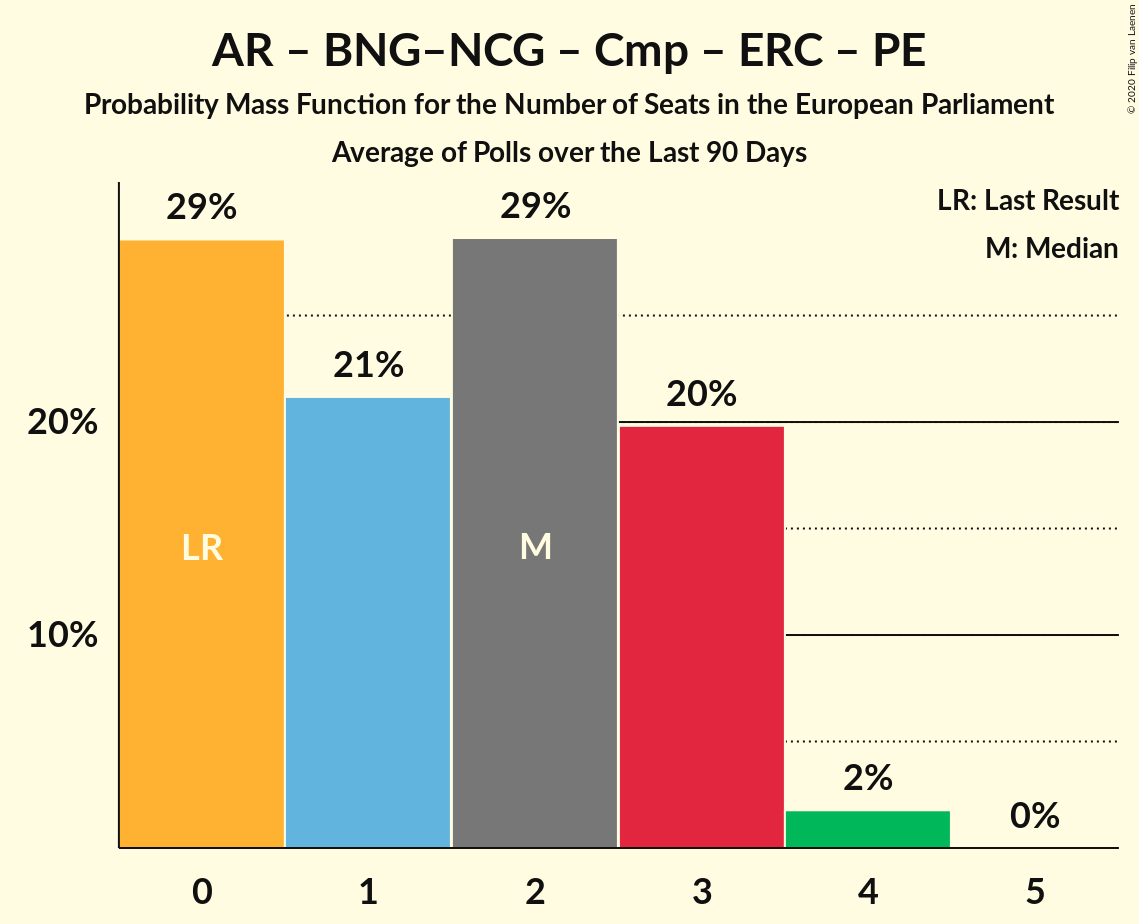 AR – BNG–NCG – Cmp – ERC – PE
Probability Mass Function for the Number of Seats in the European Parliament
Average of Polls over the Last 90 Days
© 2020 Filip van Laenen
LR: Last Result
M: Median
29%
21%
29%
20%
2%
0%
20%
10%
LR
M
0 1 2 3 4 5